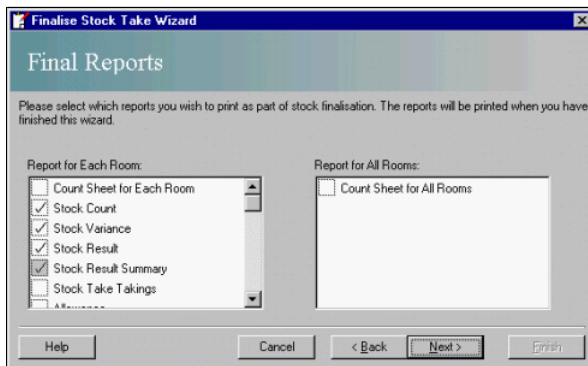 Finalise Stock Take Wizard
Final Reports
Please select which reports you wish to print as part of stock finalisation. The reports will be printed when you have
finished this wizard.
Report for Each Room:
Count Sheet for Each Room
Stock Count
Stock Variance
Stock Result
Stock Result Summary
Stock Take Takings
Allowance
Report for All Rooms:
Count Sheet for All Rooms
Help
Cancel
< Back
Next >
Finish